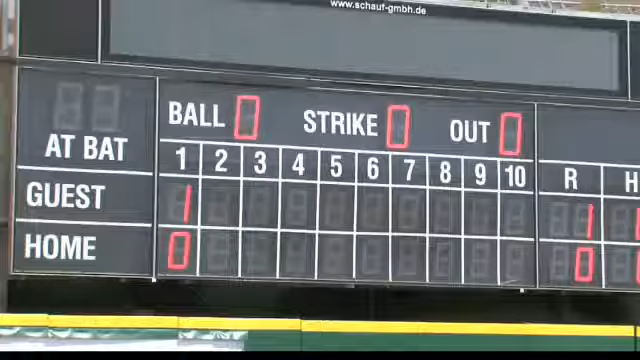 www.schauf-gmbh.de
BALL 0 STRIKE 0 OUT 0
AT BAT
1 2 3 4 5 6 7 8 9 10 R H
GUEST 1 1
HOME 0 0